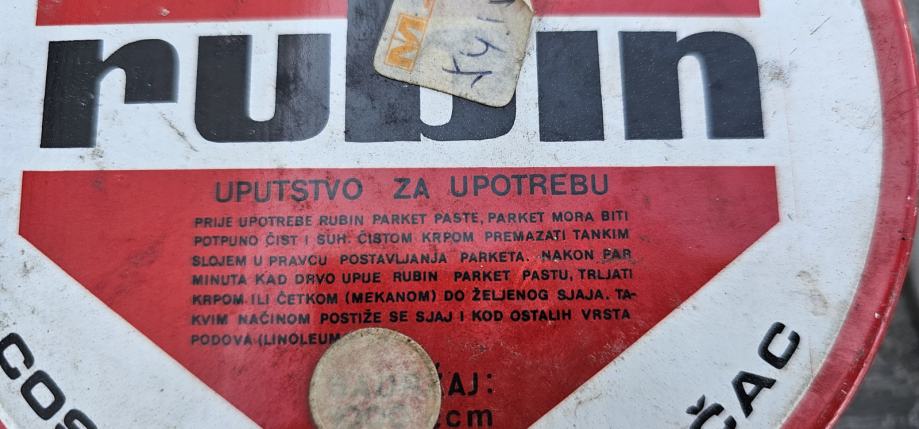 rubin
UPUTSTVO ZA UPOTREBU
PRIJE UPOTREBE RUBIN PARKET PASTE, PARKET MORA BITI
POTPUNO ČIST I SUH. ČISTOM KRPOM PREMAZATI TANKIM
SLOJEM U PRAVCU POSTAVLJANJA PARKETA. NAKON PAR
MINUTA KAD DRVO UPUE RUBIN PARKET PASTU, TRLJATI
KRPOM ILI ČETKOM (MEKANOM) DO ŽELJENOG SJAJA. TA-
KVIM NAČINOM POSTIŽE SE SJAJ I KOD OSTALIH VRSTA
PODOVA (LINOLEUM
ccm